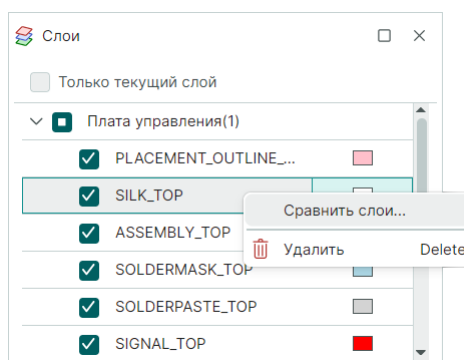 Слои
Только текущий слой
Плата управления(1)
PLACEMENT_OUTLINE_...
SILK_TOP
Сравнить слои...
ASSEMBLY_TOP
Удалить Delete
SOLDERMASK_TOP
SOLDERPASTE_TOP
SIGNAL_TOP